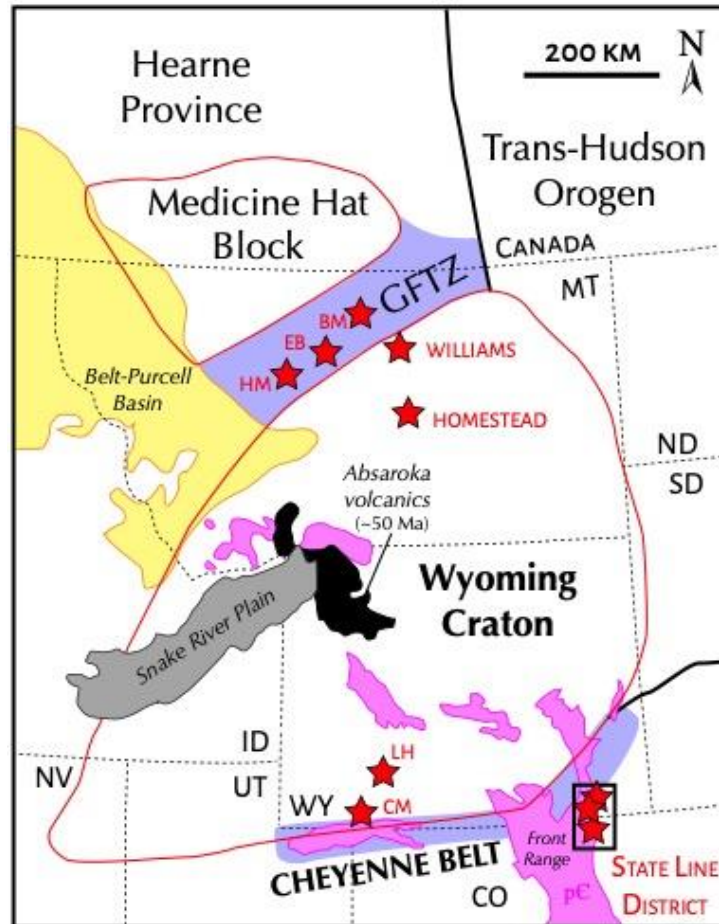 Hearne
Province
200 KM
N
Trans-Hudson
Orogen
Medicine Hat
Block
CANADA
MT
GFTZ
BM
EB
HM
WILLIAMS
HOMESTEAD
Belt-Purcell
Basin
ND
SD
Absaroka
volcanics
(~50 Ma)
Wyoming
Craton
Snake River Plain
ID
NV
UT
WY
LH
CM
Front
Range
CHEYENNE BELT
CO
p€
STATE LINE
DISTRICT